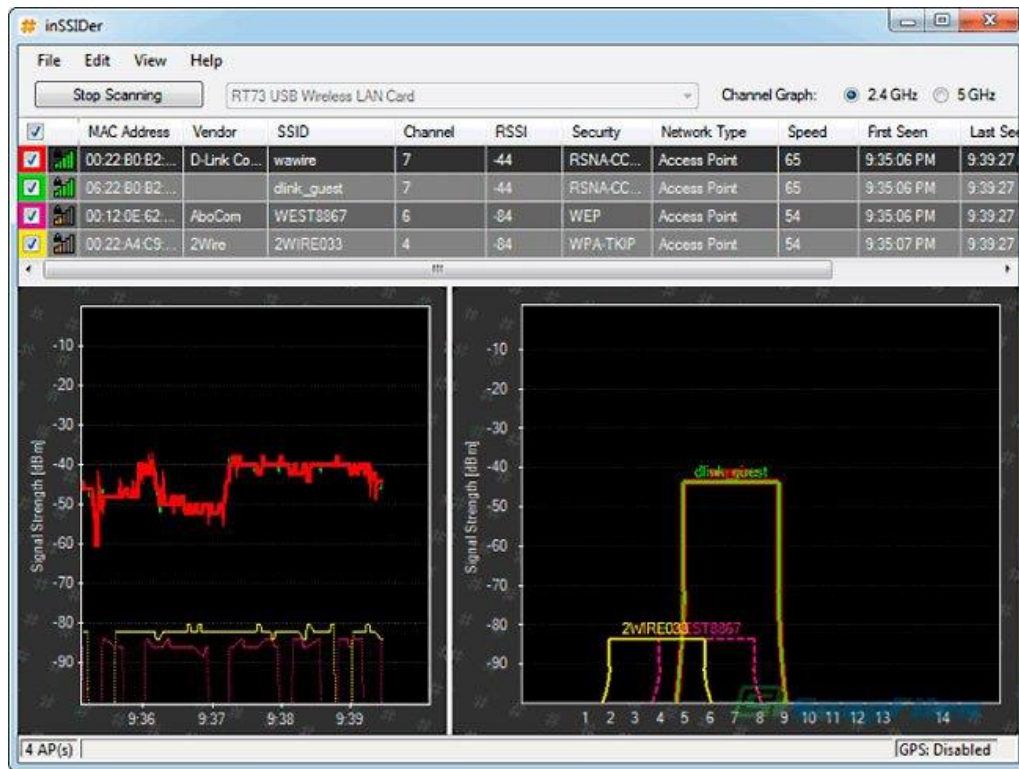 inSSIDer
File Edit View Help
Stop Scanning RT73 USB Wireless LAN Card Channel Graph: 2.4 GHz 5 GHz
MAC Address Vendor SSID Channel RSSI Security Network Type Speed First Seen Last See
00:22:B0:B2:... D-Link Co... wawire 7 -44 RSNA-CC... Access Point 65 9:35:06 PM 9:39:27
06:22:B0:B2:... dlink_guest 7 -44 RSNA-CC... Access Point 65 9:35:06 PM 9:39:27
00:12:0E:62:... AboCom WEST8867 6 -84 WEP Access Point 54 9:35:06 PM 9:39:27
00:22:A4:C9:... 2Wire 2WIRE033 4 -84 WPA-TKIP Access Point 54 9:35:07 PM 9:39:27
Signal Strength [dBm]
-10
-20
-30
-40
-50
-60
-70
-80
-90
9:36 9:37 9:38 9:39
Signal Strength [dBm]
-10
-20
-30
-40
-50
-60
-70
-80
-90
dlink_guest
2WIRE033
1 2 3 4 5 6 7 8 9 10 11 12 13 14
4 AP(s) GPS: Disabled